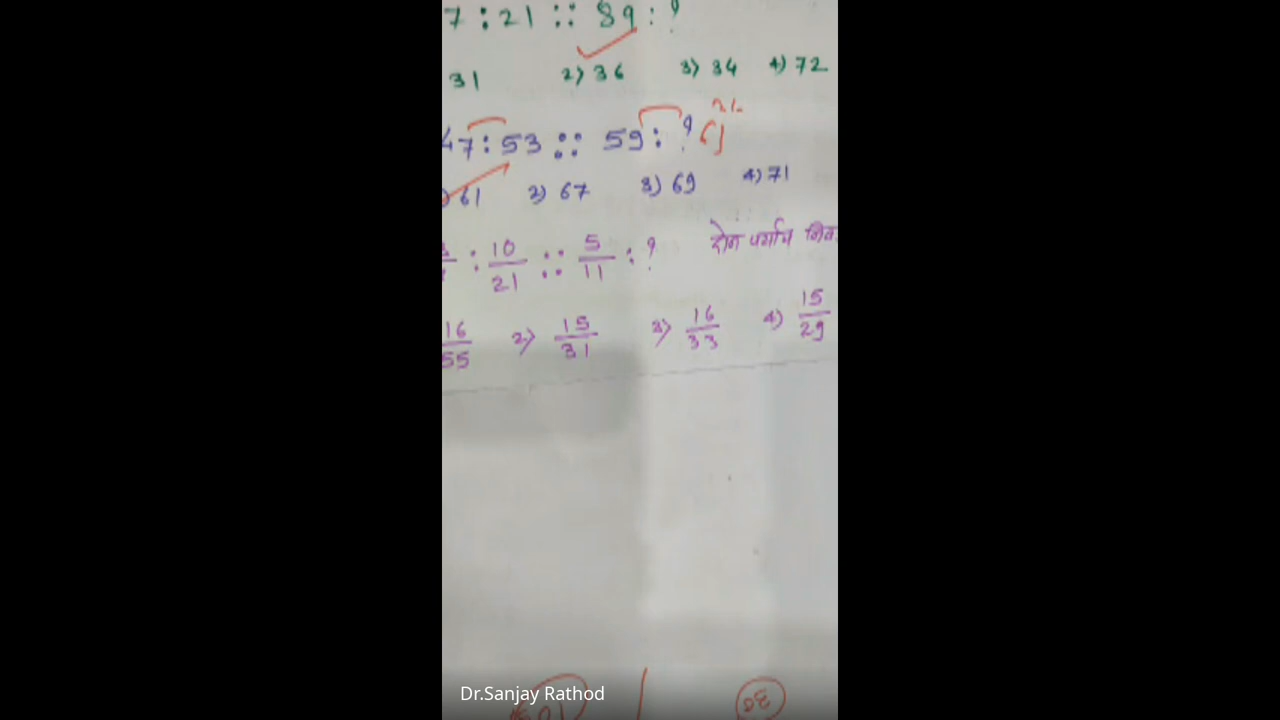 7 : 21 :: 89 : ?
31 2) 36 3) 34 4) 72
47 : 53 :: 59 : ? 61
61 2) 67 3) 69 4) 71
: 10/21 :: 5/11 : ? दोन पर्याय निव
16/55 2) 15/31 3) 16/33 4) 15/29
Dr.Sanjay Rathod